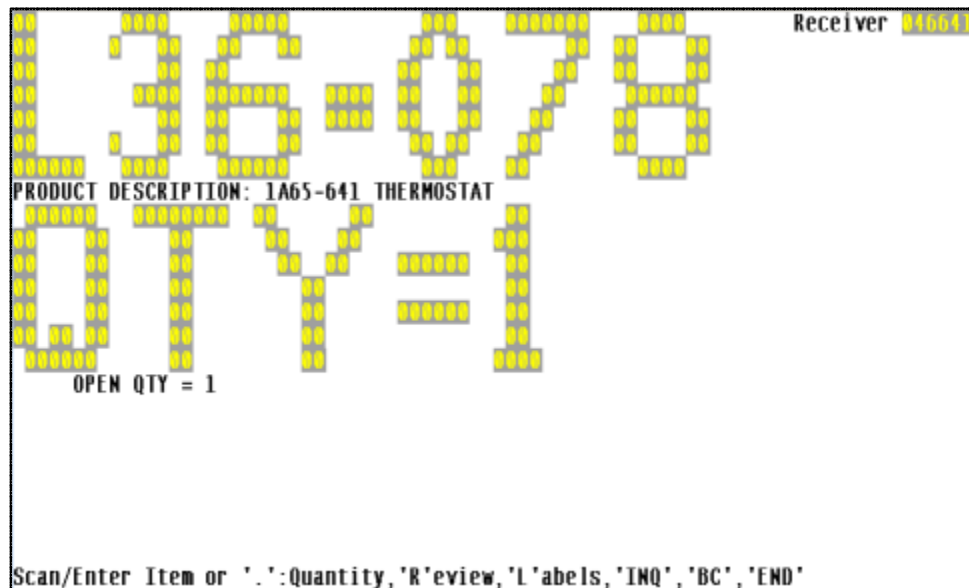 Receiver 046641
L36-078
PRODUCT DESCRIPTION: 1A65-641 THERMOSTAT
QTY=1
OPEN QTY = 1
Scan/Enter Item or '.':Quantity,'R'eview,'L'abels,'INQ','BC','END'